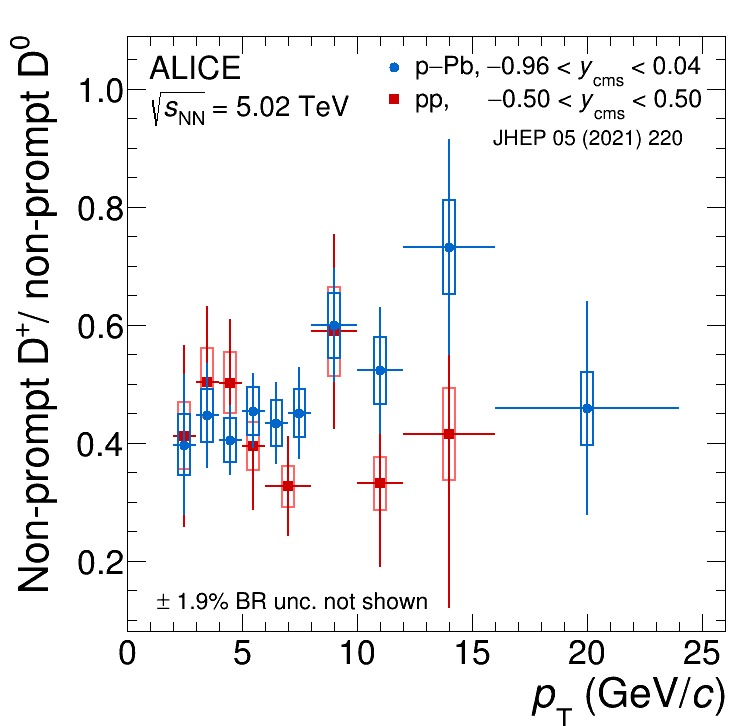 Non-prompt D⁺/ non-prompt D⁰
ALICE
√sNN = 5.02 TeV
p−Pb, −0.96 < ycms < 0.04
pp, −0.50 < ycms < 0.50
JHEP 05 (2021) 220
1.0
0.8
0.6
0.4
0.2
± 1.9% BR unc. not shown
0 5 10 15 20 25
pT (GeV/c)